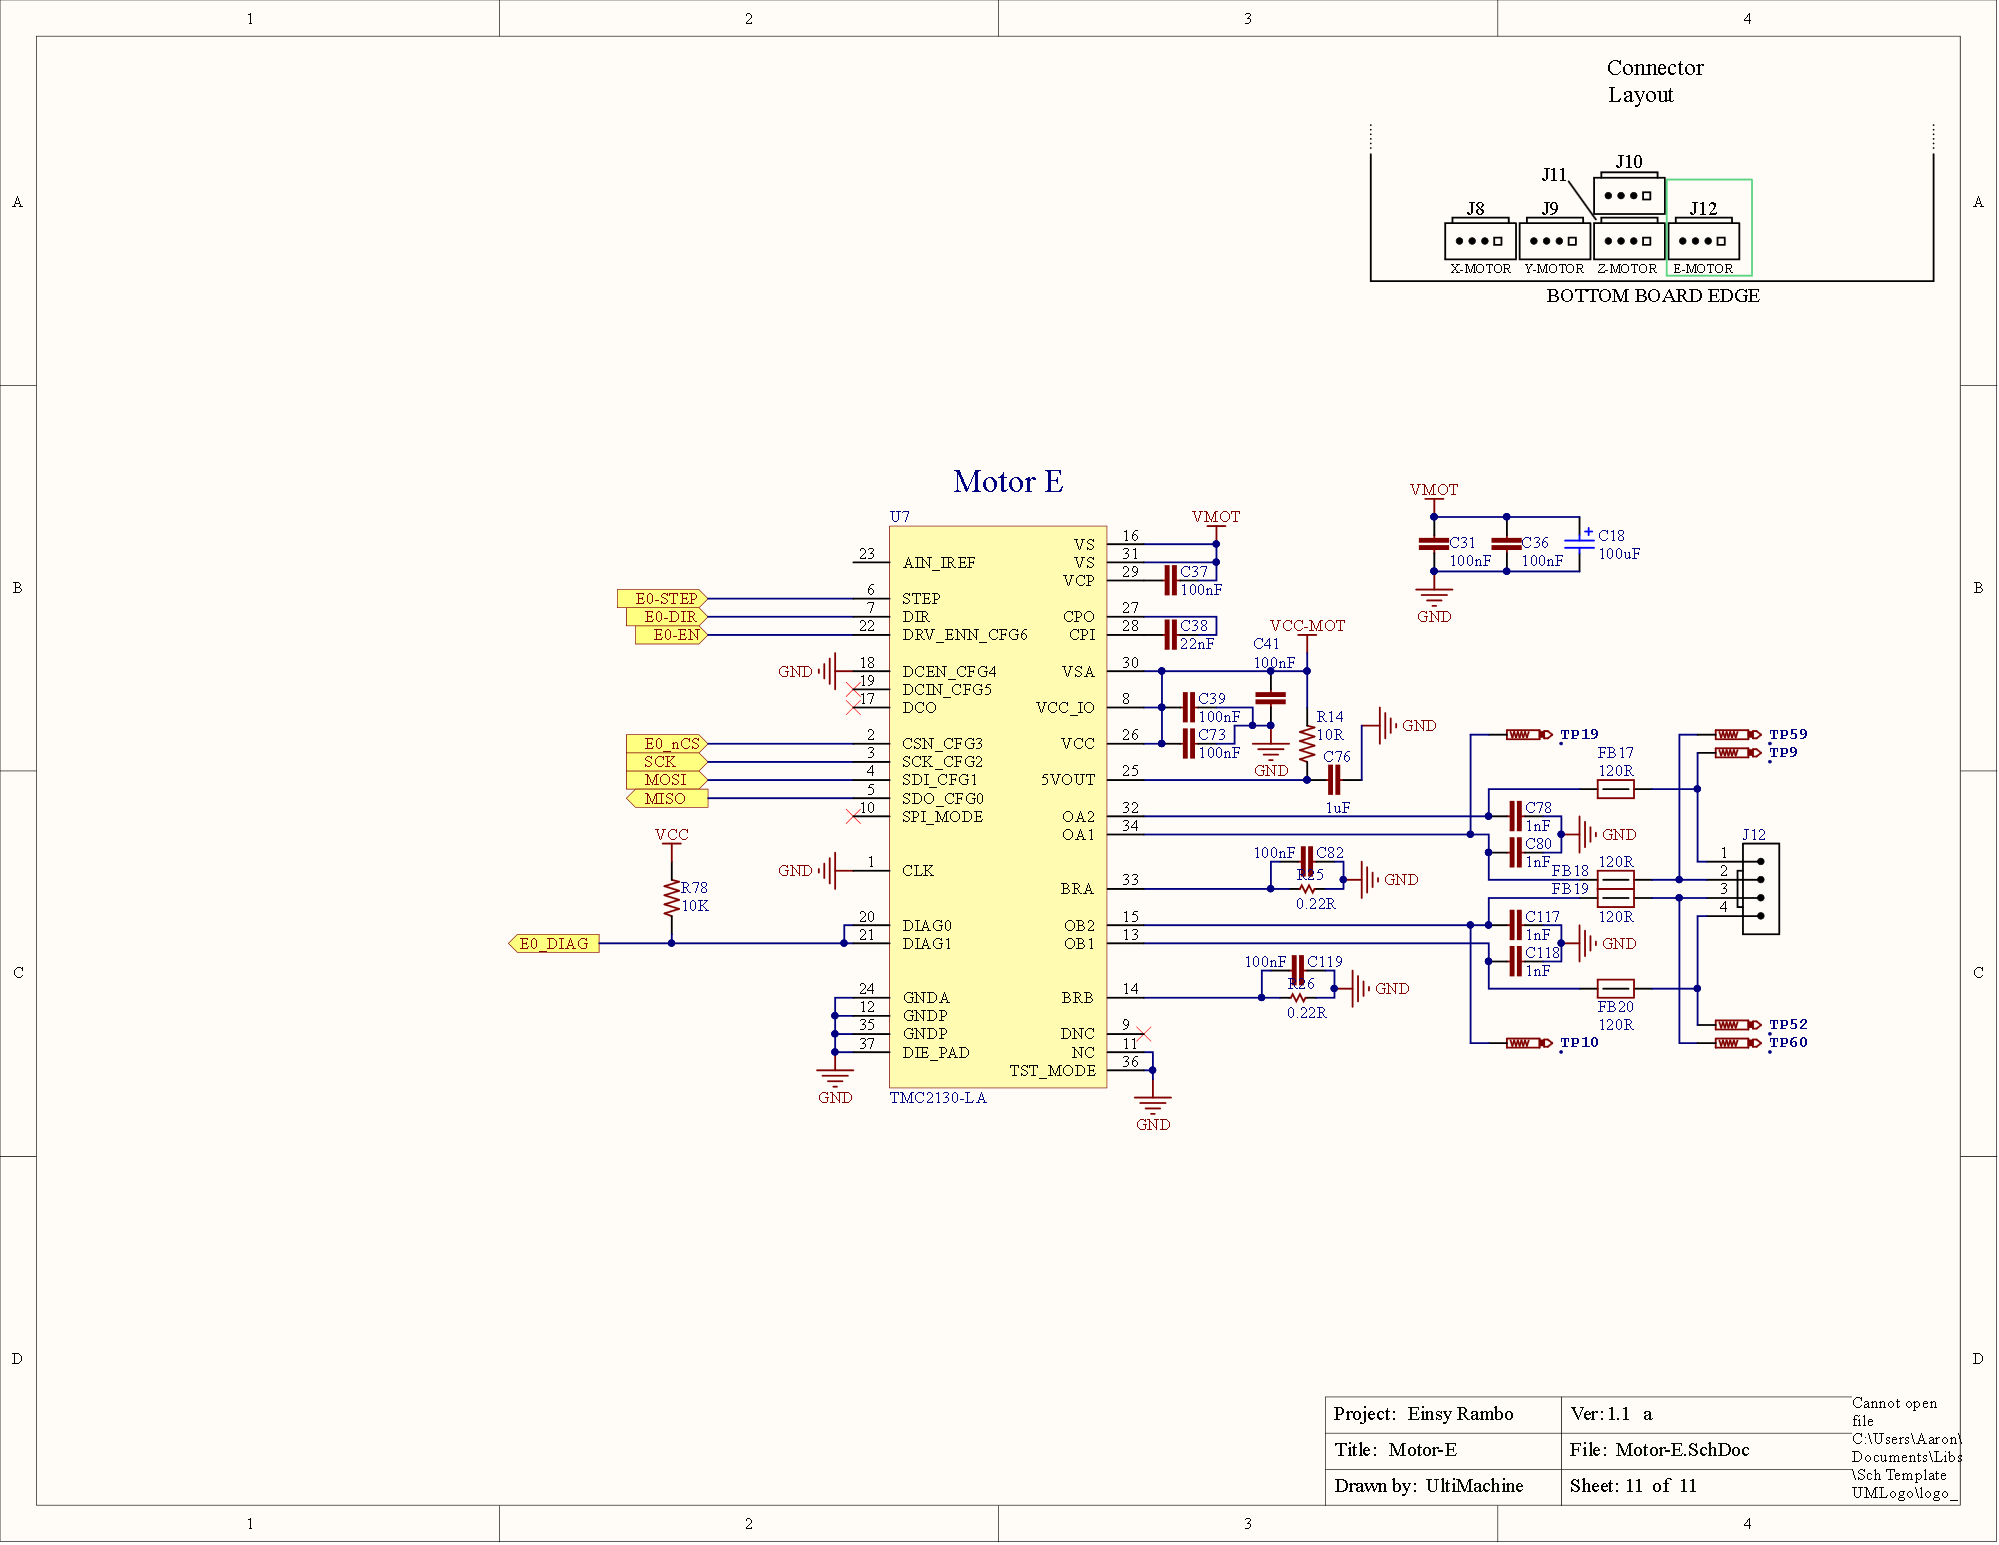 1 2 3 4
Connector
Layout
J10
J11
A A
J8 J9 J12
X-MOTOR Y-MOTOR Z-MOTOR E-MOTOR
BOTTOM BOARD EDGE
Motor E
U7
VMOT
C31
100nF
C36
100nF
+
C18
100uF
GND
VMOT
C37
100nF
C38
22nF
VCC-MOT
C41
100nF
C39
100nF
C73
100nF
GND
R14
10R
C76
1uF
GND
B B
23 AIN_IREF
6 STEP
7 DIR
22 DRV_ENN_CFG6
18 DCEN_CFG4
19 DCIN_CFG5
17 DCO
2 CSN_CFG3
3 SCK_CFG2
4 SDI_CFG1
5 SDO_CFG0
10 SPI_MODE
1 CLK
20 DIAG0
21 DIAG1
24 GNDA
12 GNDP
35 GNDP
37 DIE_PAD
VS 16
VS 31
VCP 29
CPO 27
CPI 28
VSA 30
VCC_IO 8
VCC 26
5VOUT 25
OA2 32
OA1 34
BRA 33
OB2 15
OB1 13
BRB 14
DNC 9
NC 11
TST_MODE 36
TMC2130-LA
E0-STEP
E0-DIR
E0-EN
GND
E0_nCS
SCK
MOSI
MISO
VCC
GND
R78
10K
E0_DIAG
GND
GND
100nF C82
R25
0.22R
GND
100nF C119
R26
0.22R
GND
TP19
TP59
TP9
FB17
120R
C78
1nF
C80
1nF
GND
J12
120R
FB18
FB19
120R
1
2
3
4
C117
1nF
C118
1nF
GND
FB20
120R
TP52
TP60
TP10
C C
D D
Project: Einsy Rambo Ver: 1.1 a
Title: Motor-E File: Motor-E.SchDoc
Drawn by: UltiMachine Sheet: 11 of 11
Cannot open
file
C:\Users\Aaron\
Documents\Libs
\Sch Template
UMLogo\logo_
1 2 3 4